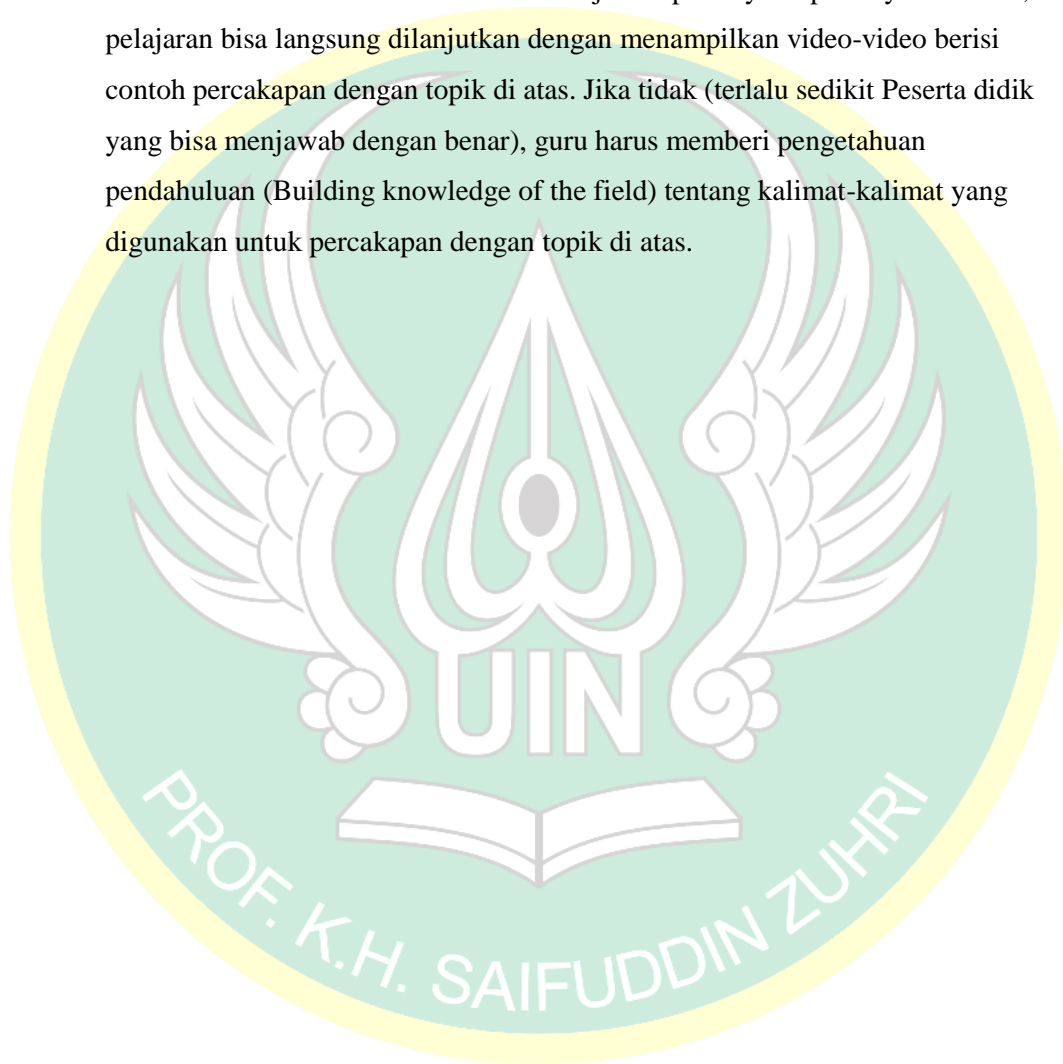 pelajaran bisa langsung dilanjutkan dengan menampilkan video-video berisi
contoh percakapan dengan topik di atas. Jika tidak (terlalu sedikit Peserta didik
yang bisa menjawab dengan benar), guru harus memberi pengetahuan
pendahuluan (Building knowledge of the field) tentang kalimat-kalimat yang
digunakan untuk percakapan dengan topik di atas.
UIN
PROF. K.H. SAIFUDDIN ZUHRI